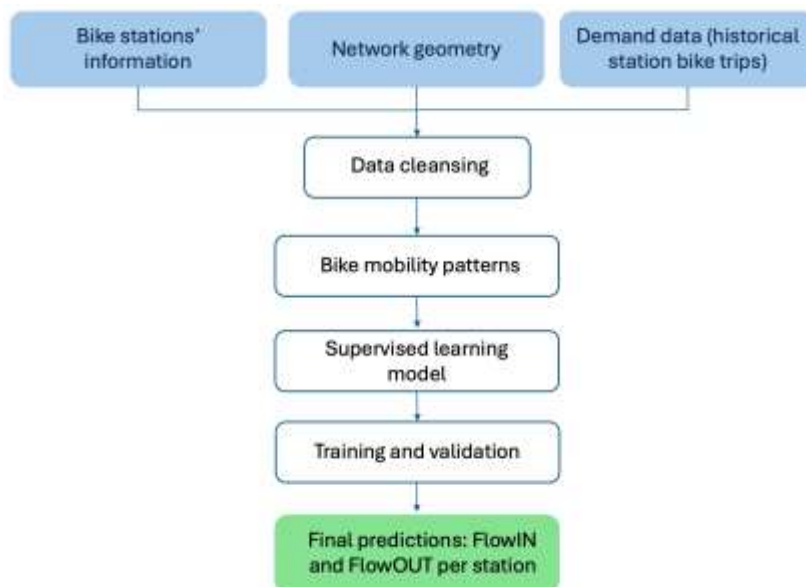 Bike stations'
information
Network geometry
Demand data (historical
station bike trips)
Data cleansing
Bike mobility patterns
Supervised learning
model
Training and validation
Final predictions: FlowIN
and FlowOUT per station